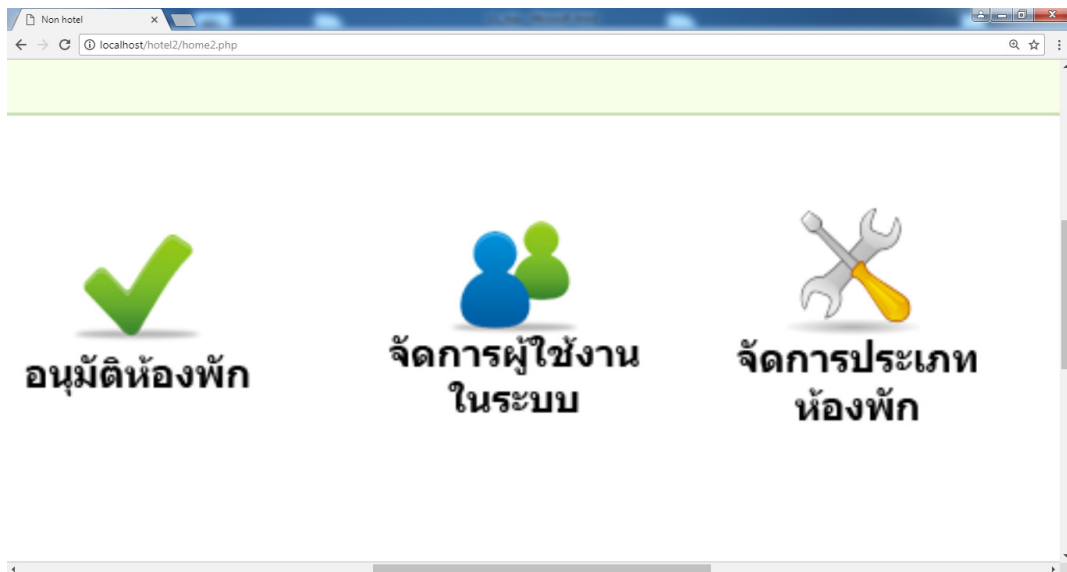 Non hotel
localhost/hotel2/home2.php
อนุมัติห้องพัก
จัดการผู้ใช้งาน
ในระบบ
จัดการประเภท
ห้องพัก